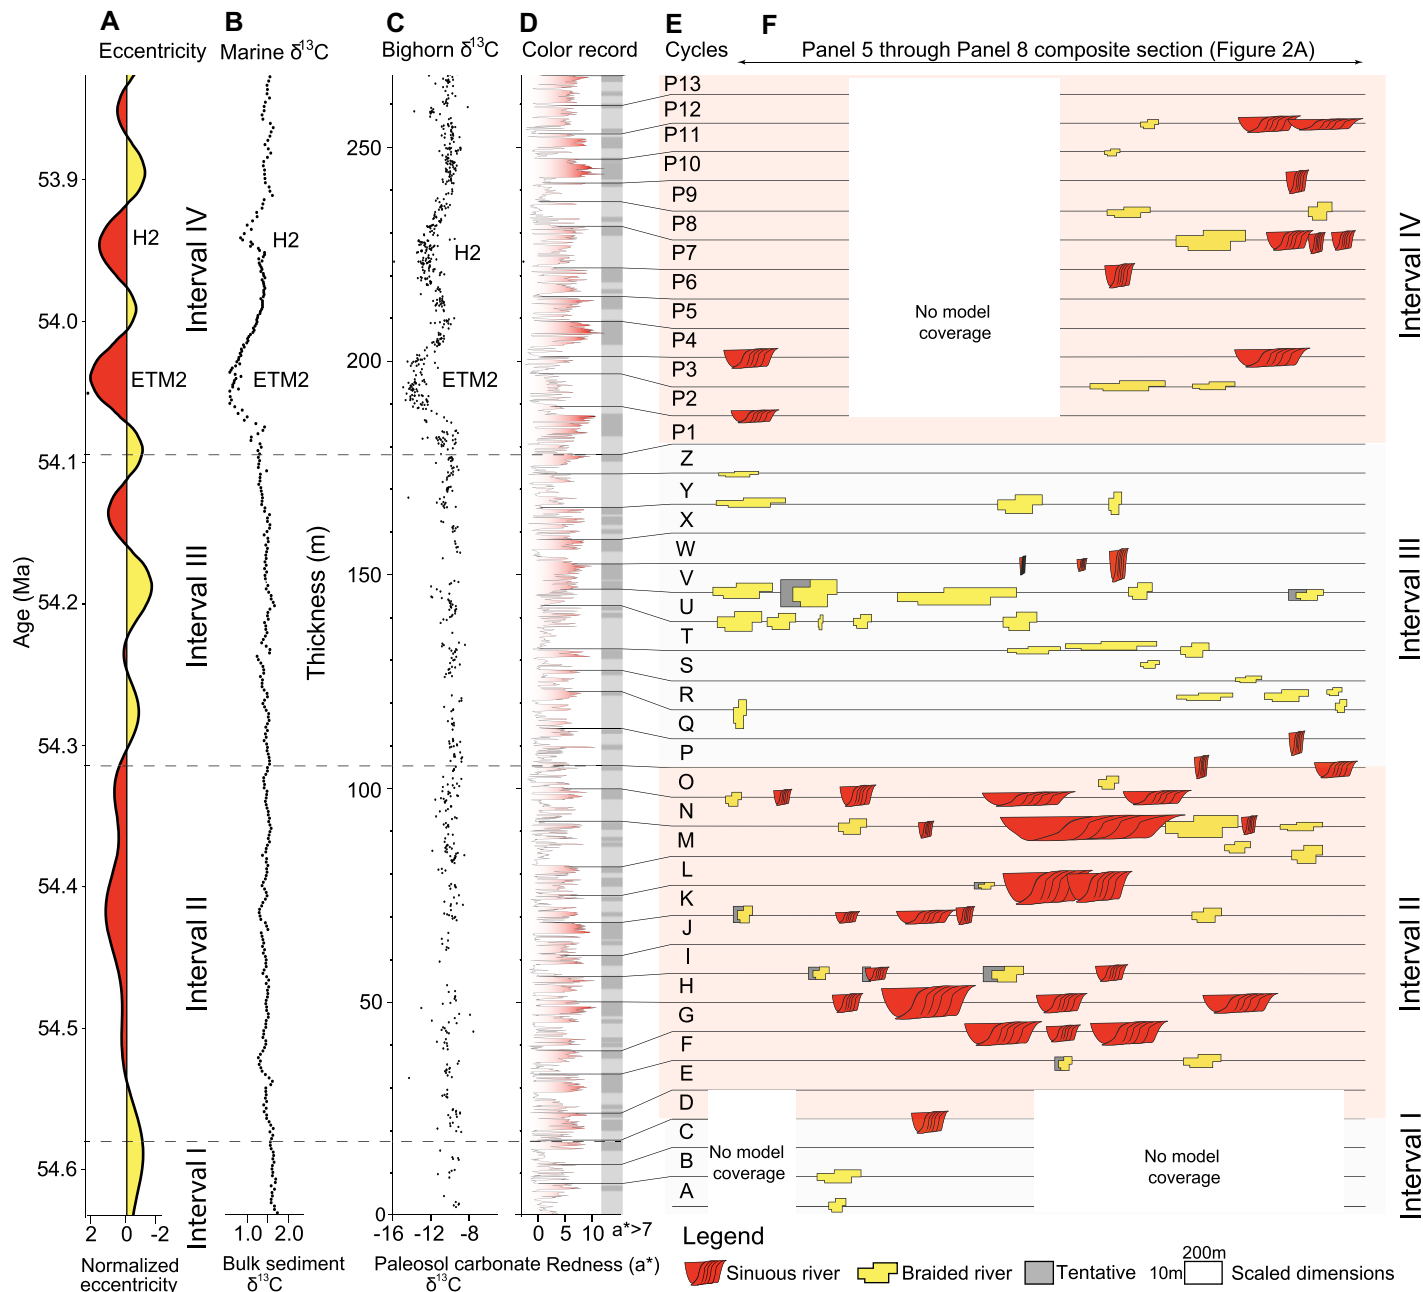 A B C D E F
Eccentricity Marine δ13C Bighorn δ13C Color record Cycles Panel 5 through Panel 8 composite section (Figure 2A)
P13
P12
P11
250
P10
53.9
P9
Interval IV
P8
H2 H2 H2
P7
Interval IV
P6
No model
coverage
P5
54.0
P4
200
P3
ETM2 ETM2 ETM2
P2
P1
54.1
Z
Y
X
W
Interval III
150
V
Age (Ma)
54.2
Thickness (m)
U
T
Interval III
S
R
Q
54.3
P
100
O
N
M
L
54.4
K
Interval II
J
Interval II
I
H
50
G
54.5
F
E
D
C
No model
coverage
No model
coverage
B
54.6
A
Interval I
Interval I
0
2 0 -2 1.0 2.0 -16 -12 -8 0 5 10 a*>7
Normalized
eccentricity
Bulk sediment
δ13C
Paleosol carbonate
δ13C
Redness (a*)
Legend
Sinuous river Braided river Tentative 10m 200m Scaled dimensions